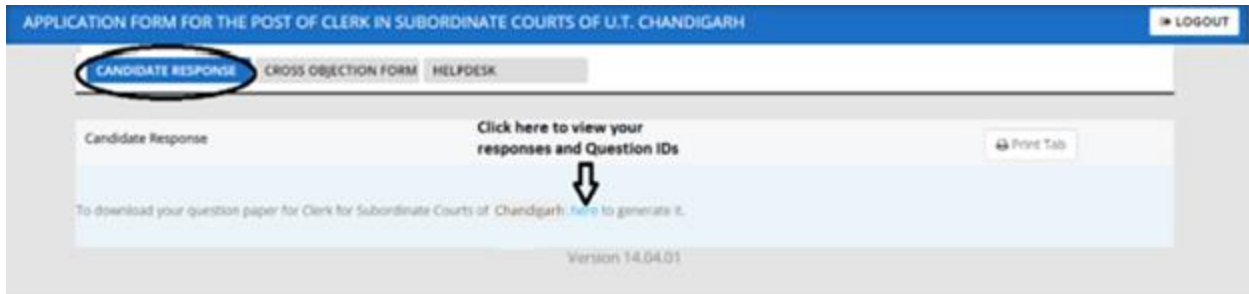 APPLICATION FORM FOR THE POST OF CLERK IN SUBORDINATE COURTS OF U.T. CHANDIGARH
LOGOUT
CANDIDATE RESPONSE CROSS OBJECTION FORM HELPDESK
Candidate Response
Click here to view your
responses and Question IDs
Print Tab
To download your question paper for Clerk for Subordinate Courts of Chandigarh here to generate it.
Version 14.04.01